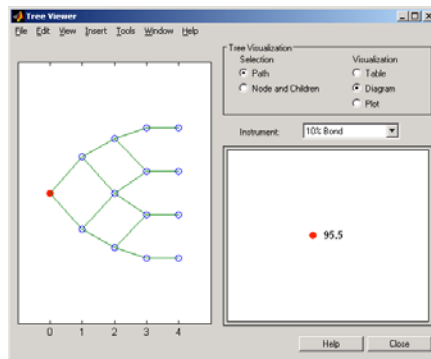 Tree Viewer
File Edit View Insert Tools Window Help
Tree Visualization
Selection Visualization
Path Table
Node and Children Diagram
Plot
Instrument: 10% Bond
95.5
0 1 2 3 4
Help Close